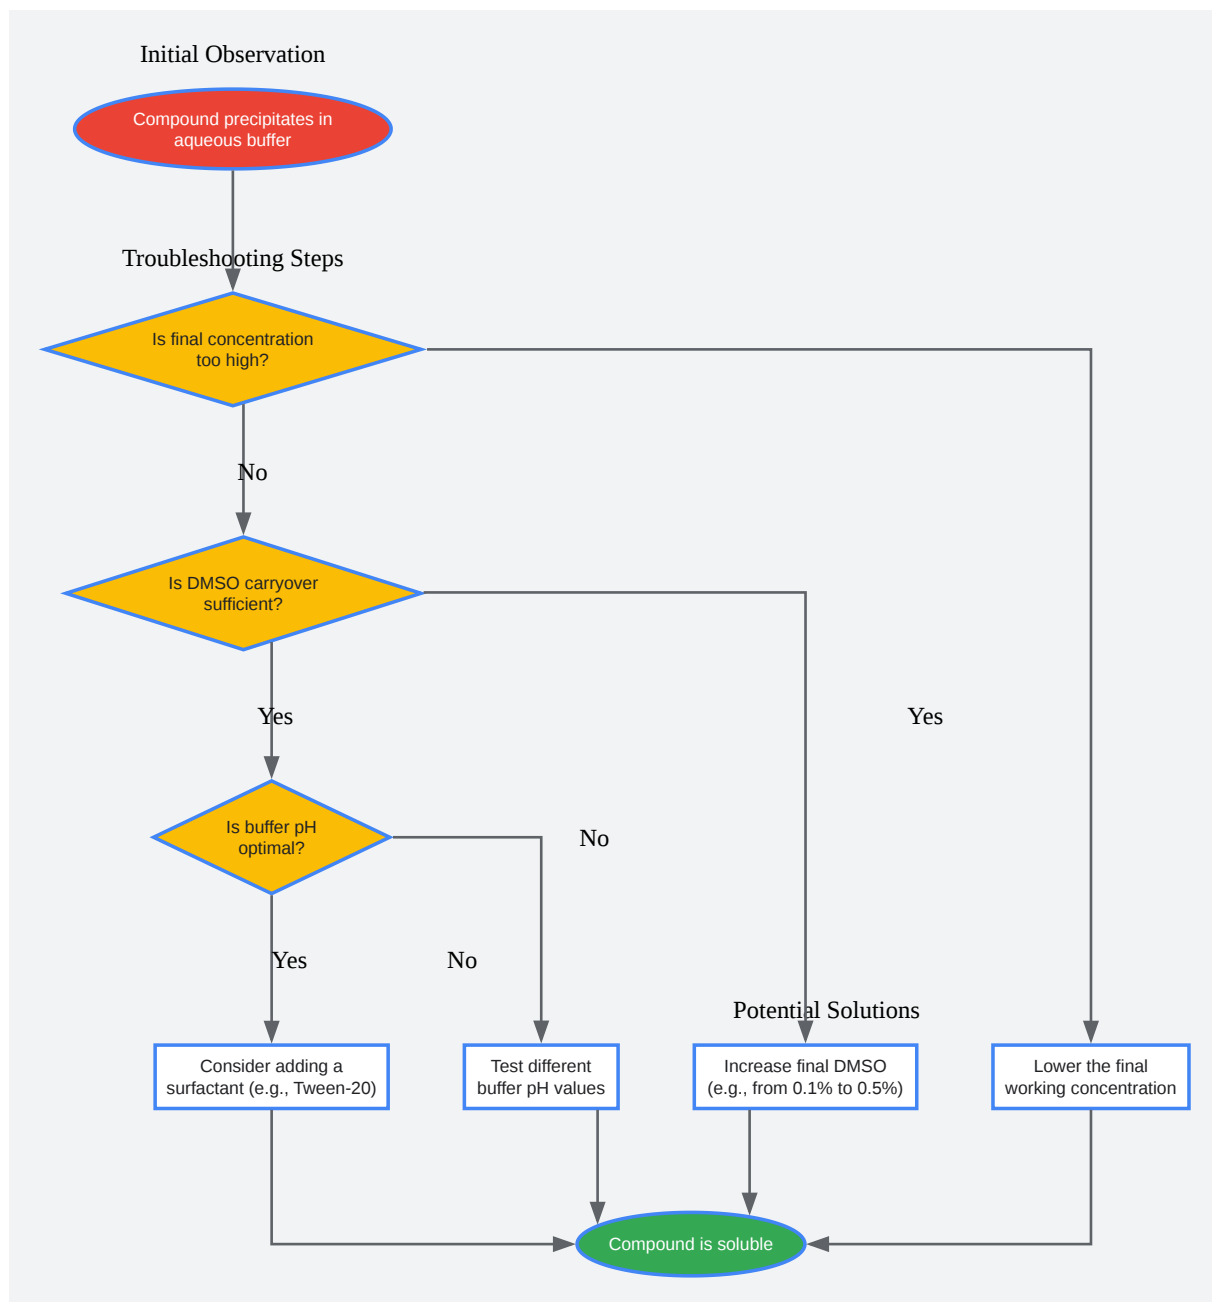 Initial Observation
Compound precipitates in
aqueous buffer
Troubleshooting Steps
Is final concentration
too high?
No
Is DMSO carryover
sufficient?
Yes
Yes
Is buffer pH
optimal?
No
Yes
No
Potential Solutions
Consider adding a
surfactant (e.g., Tween-20)
Test different
buffer pH values
Increase final DMSO
(e.g., from 0.1% to 0.5%)
Lower the final
working concentration
Compound is soluble